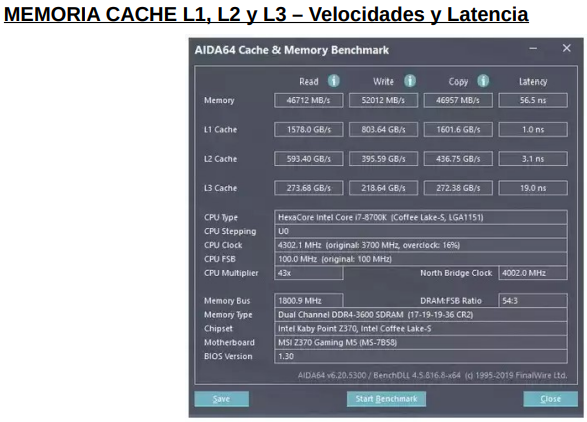 MEMORIA CACHE L1, L2 y L3 – Velocidades y Latencia
AIDA64 Cache & Memory Benchmark
Read Write Copy Latency
Memory 46712 MB/s 52012 MB/s 46957 MB/s 56.5 ns
L1 Cache 1578.0 GB/s 803.64 GB/s 1601.6 GB/s 1.0 ns
L2 Cache 593.40 GB/s 395.59 GB/s 436.75 GB/s 3.1 ns
L3 Cache 273.68 GB/s 218.64 GB/s 272.38 GB/s 19.0 ns
CPU Type HexaCore Intel Core i7-8700K (Coffee Lake-S, LGA1151)
CPU Stepping U0
CPU Clock 4302.1 MHz (original: 3700 MHz, overclock: 16%)
CPU FSB 100.0 MHz (original: 100 MHz)
CPU Multiplier 43x North Bridge Clock 4002.0 MHz
Memory Bus 1800.9 MHz DRAM:FSB Ratio 54:3
Memory Type Dual Channel DDR4-3600 SDRAM (17-19-19-36 CR2)
Chipset Intel Kaby Point Z370, Intel Coffee Lake-S
Motherboard MSI Z370 Gaming M5 (MS-7B58)
BIOS Version 1.30
AIDA64 v6.20.5300 / BenchDLL 4.5.816.8-x64 (c) 1995-2019 FinalWire Ltd.
Save Start Benchmark Close